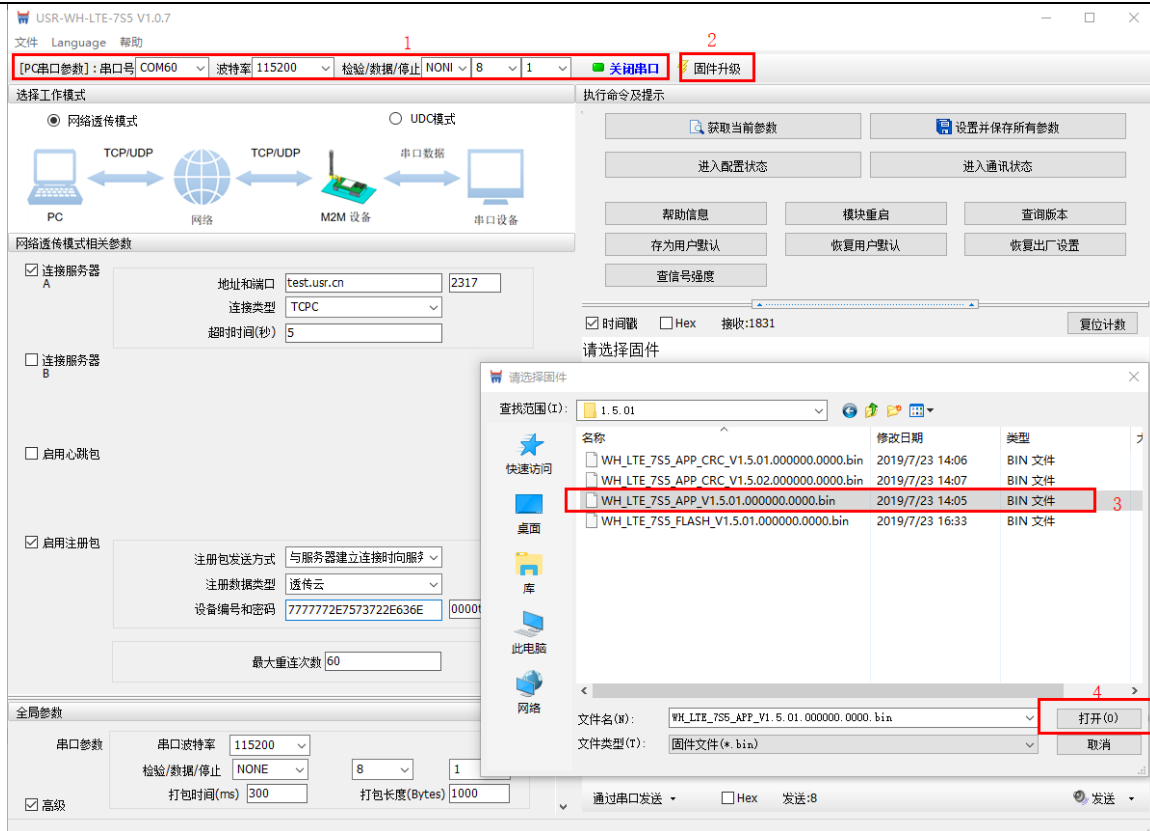 USR-WH-LTE-7S5 V1.0.7
文件 Language 帮助
1
2
[PC串口参数]：串口号 COM60 波特率 115200 检验/数据/停止 NONI 8 1 关闭串口 固件升级
选择工作模式
网络透传模式
UDC模式
TCP/UDP
TCP/UDP
串口数据
PC
网络
M2M 设备
串口设备
网络透传模式相关参数
连接服务器
A
地址和端口 test.usr.cn 2317
连接类型 TCPC
超时时间(秒) 5
连接服务器
B
启用心跳包
启用注册包
注册包发送方式 与服务器建立连接时向服务
注册数据类型 透传云
设备编号和密码 7777772E7573722E636E
最大重连次数 60
全局参数
串口参数
串口波特率 115200
检验/数据/停止 NONE 8 1
打包时间(ms) 300 打包长度(Bytes) 1000
高级
执行命令及提示
获取当前参数 设置并保存所有参数
进入配置状态 进入通讯状态
帮助信息 模块重启 查询版本
存为用户默认 恢复用户默认 恢复出厂设置
查信号强度
时间戳 Hex 接收:1831 复位计数
请选择固件
请选择固件
查找范围(I): 1.5.01
名称 修改日期 类型
WH_LTE_7S5_APP_CRC_V1.5.01.000000.0000.bin 2019/7/23 14:06 BIN 文件
WH_LTE_7S5_APP_CRC_V1.5.02.000000.0000.bin 2019/7/23 14:07 BIN 文件
WH_LTE_7S5_APP_V1.5.01.000000.0000.bin 2019/7/23 14:05 BIN 文件
3
WH_LTE_7S5_FLASH_V1.5.01.000000.0000.bin 2019/7/23 16:33 BIN 文件
快速访问
桌面
库
此电脑
网络
4
文件名(N): WH_LTE_7S5_APP_V1.5.01.000000.0000.bin 打开(O)
文件类型(T): 固件文件(*.bin) 取消
通过串口发送 Hex 发送:8 发送